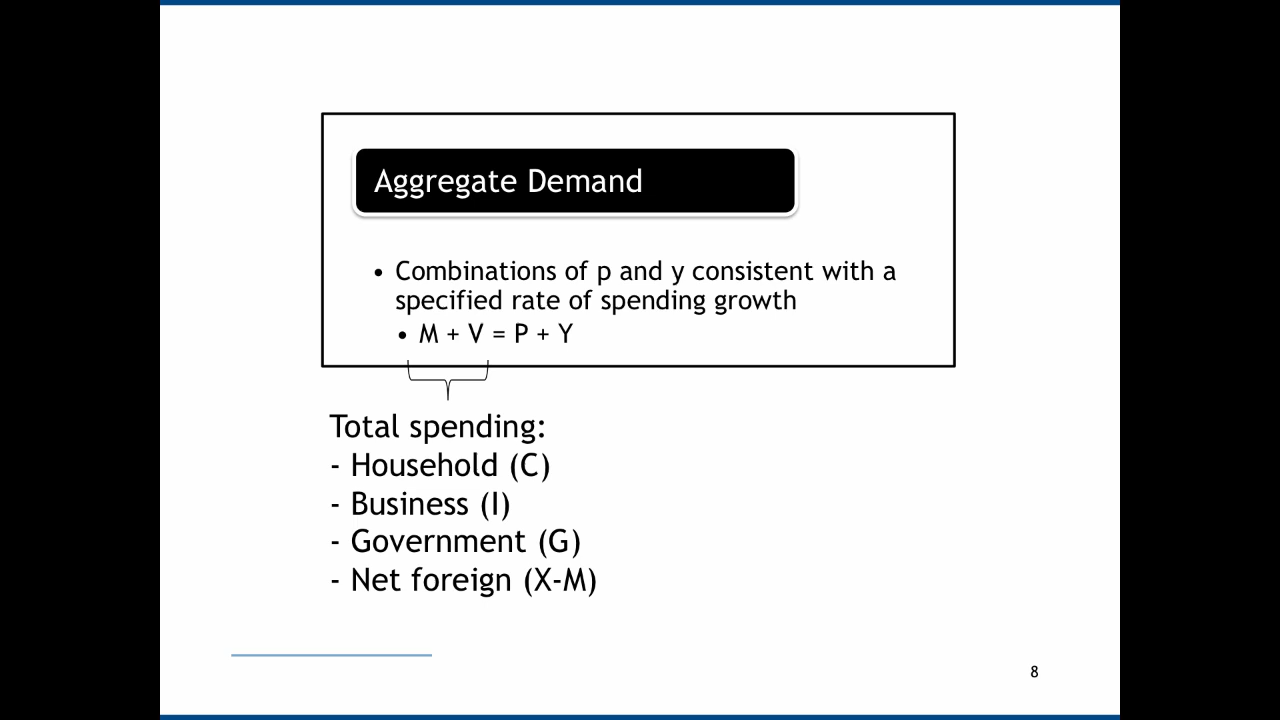 Aggregate Demand
• Combinations of p and y consistent with a
specified rate of spending growth
• M + V = P + Y
Total spending:
- Household (C)
- Business (I)
- Government (G)
- Net foreign (X-M)
8